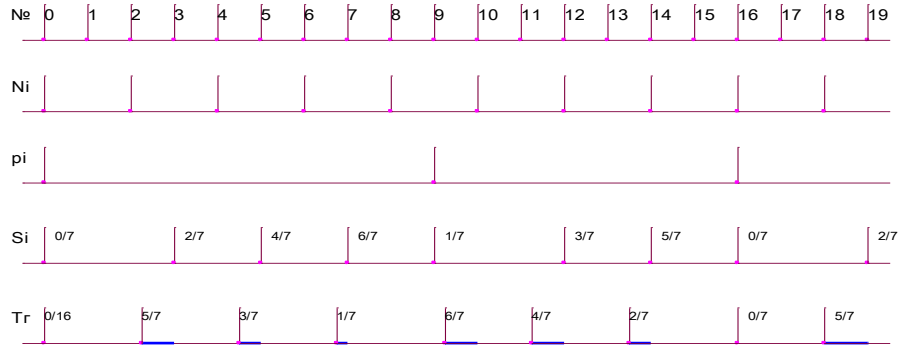 № 0 1 2 3 4 5 6 7 8 9 10 11 12 13 14 15 16 17 18 19
Ni
pi
Si 0/7 2/7 4/7 6/7 1/7 3/7 5/7 0/7 2/7
Tr 0/16 5/7 3/7 1/7 6/7 4/7 2/7 0/7 5/7